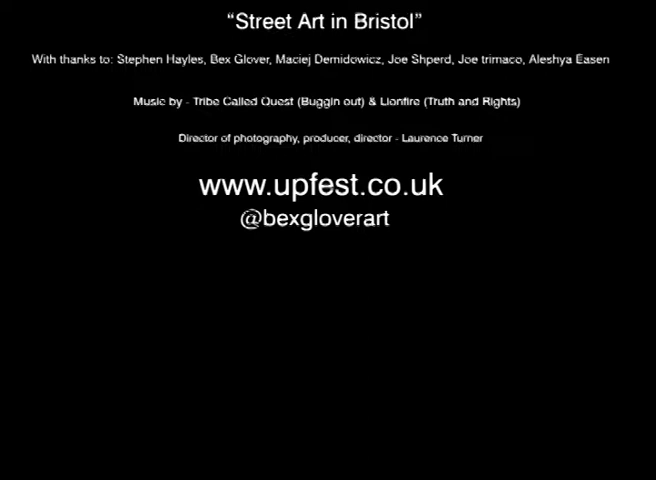 “Street Art in Bristol”
With thanks to: Stephen Hayles, Bex Glover, Maciej Demidowicz, Joe Shperd, Joe trimaco, Aleshya Easen
Music by - Tribe Called Quest (Buggin out) & Lionfire (Truth and Rights)
Director of photography, producer, director - Laurence Turner
www.upfest.co.uk
@bexgloverart